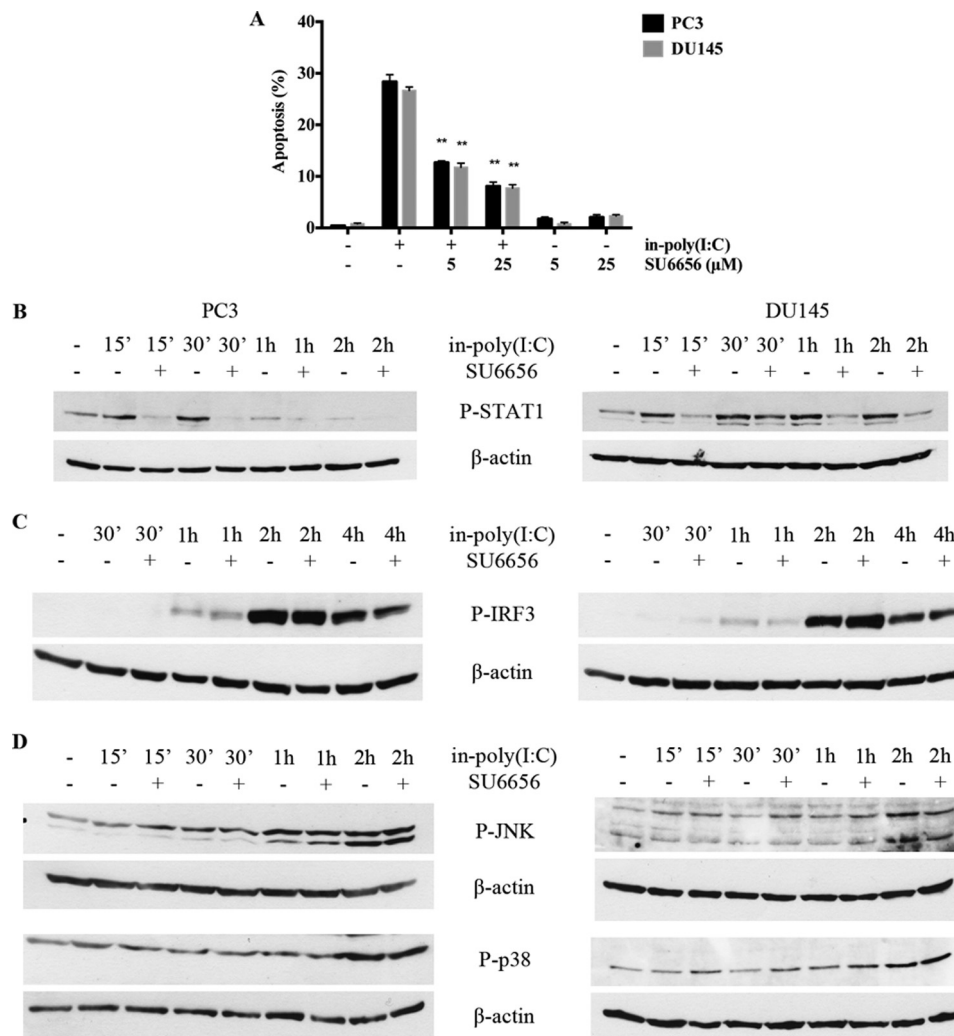 A
PC3
DU145
Apoptosis (%)
40
30
20
10
0
** ** ** **
- + + + - - in-poly(I:C)
- - 5 25 5 25 SU6656 (μM)
B PC3 DU145
- 15’ 15’ 30’ 30’ 1h 1h 2h 2h in-poly(I:C) - 15’ 15’ 30’ 30’ 1h 1h 2h 2h
- - + - + - + - + SU6656 - - + - + - + - +
P-STAT1
β-actin
C
- 30’ 30’ 1h 1h 2h 2h 4h 4h in-poly(I:C) - 30’ 30’ 1h 1h 2h 2h 4h 4h
- - + - + - + - + SU6656 - - + - + - + - +
P-IRF3
β-actin
D
- 15’ 15’ 30’ 30’ 1h 1h 2h 2h in-poly(I:C) - 15’ 15’ 30’ 30’ 1h 1h 2h 2h
- - + - + - + - + SU6656 - - + - + - + - +
P-JNK
β-actin
P-p38
β-actin